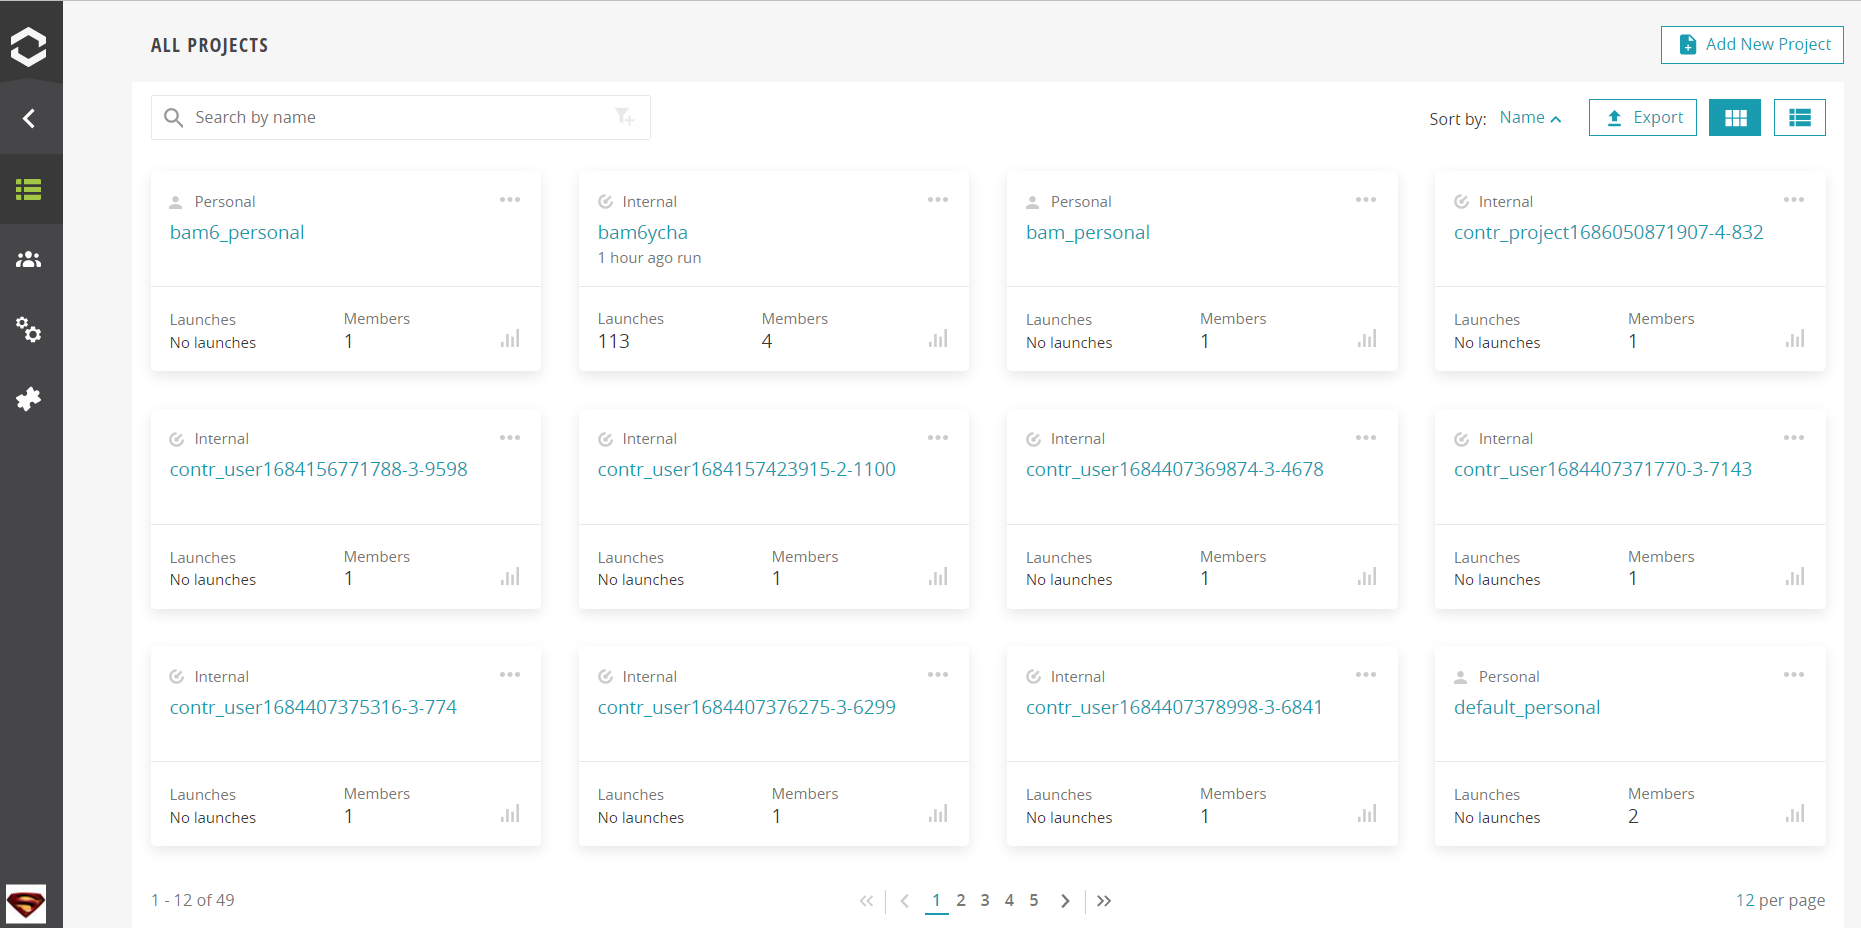 ALL PROJECTS
Add New Project
Search by name
Sort by: Name
Export
Personal
bam6_personal
Launches
No launches
Members
1
Internal
bam6ycha
1 hour ago run
Launches
113
Members
4
Personal
bam_personal
Launches
No launches
Members
1
Internal
contr_project1686050871907-4-832
Launches
No launches
Members
1
Internal
contr_user1684156771788-3-9598
Launches
No launches
Members
1
Internal
contr_user1684157423915-2-1100
Launches
No launches
Members
1
Internal
contr_user1684407369874-3-4678
Launches
No launches
Members
1
Internal
contr_user1684407371770-3-7143
Launches
No launches
Members
1
Internal
contr_user1684407375316-3-774
Launches
No launches
Members
1
Internal
contr_user1684407376275-3-6299
Launches
No launches
Members
1
Internal
contr_user1684407378998-3-6841
Launches
No launches
Members
1
Personal
default_personal
Launches
No launches
Members
2
1 - 12 of 49
1 2 3 4 5
12 per page